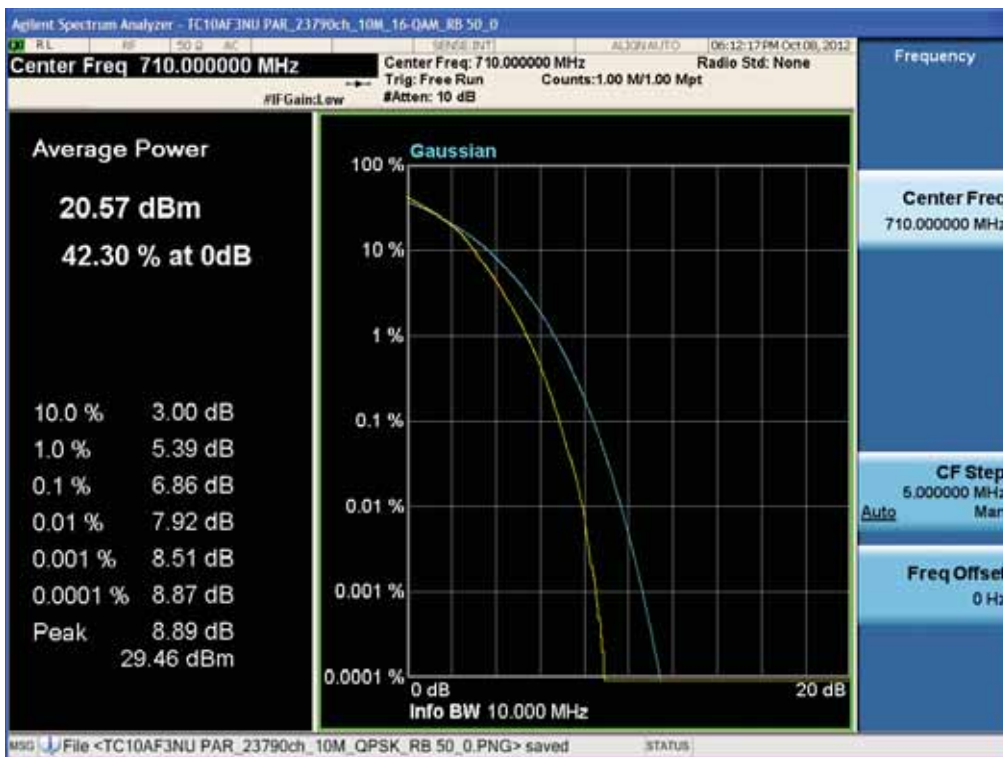 Agilent Spectrum Analyzer - TC10AF3NU PAR_23790ch_10M_16-QAM_RB 50_0
RL RF 50 Ω AC SENSE:INT ALIGN AUTO 06:12:17 PM Oct 08, 2012
Center Freq 710.000000 MHz
Center Freq: 710.000000 MHz Radio Std: None
Trig: Free Run Counts:1.00 M/1.00 Mpt
#IFGain:Low #Atten: 10 dB
Frequency
Average Power
20.57 dBm
42.30 % at 0dB
10.0 % 3.00 dB
1.0 % 5.39 dB
0.1 % 6.86 dB
0.01 % 7.92 dB
0.001 % 8.51 dB
0.0001 % 8.87 dB
Peak 8.89 dB
29.46 dBm
Gaussian
100 %
10 %
1 %
0.1 %
0.01 %
0.001 %
0.0001 %
0 dB 20 dB
Info BW 10.000 MHz
Center Freq
710.000000 MHz
CF Step
5.000000 MHz
Auto Man
Freq Offset
0 Hz
MSG File <TC10AF3NU PAR_23790ch_10M_QPSK_RB 50_0.PNG> saved STATUS